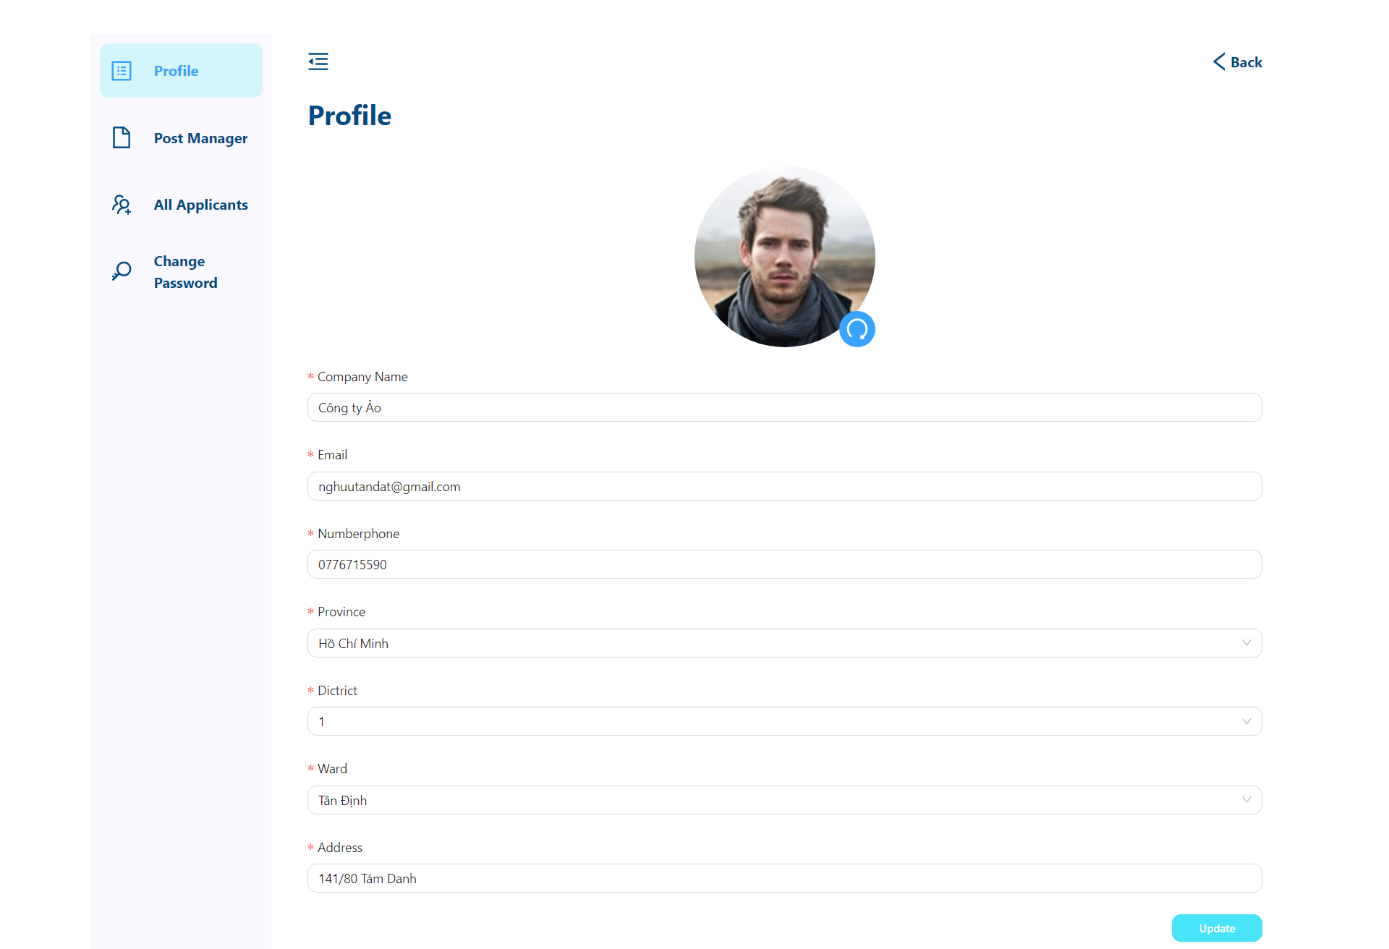 Profile
Post Manager
All Applicants
Change
Password
Back
Profile
* Company Name
Công ty Ảo
* Email
nghuutandat@gmail.com
* Numberphone
0776715590
* Province
Hồ Chí Minh
* Dictrict
1
* Ward
Tân Định
* Address
141/80 Tám Danh
Update